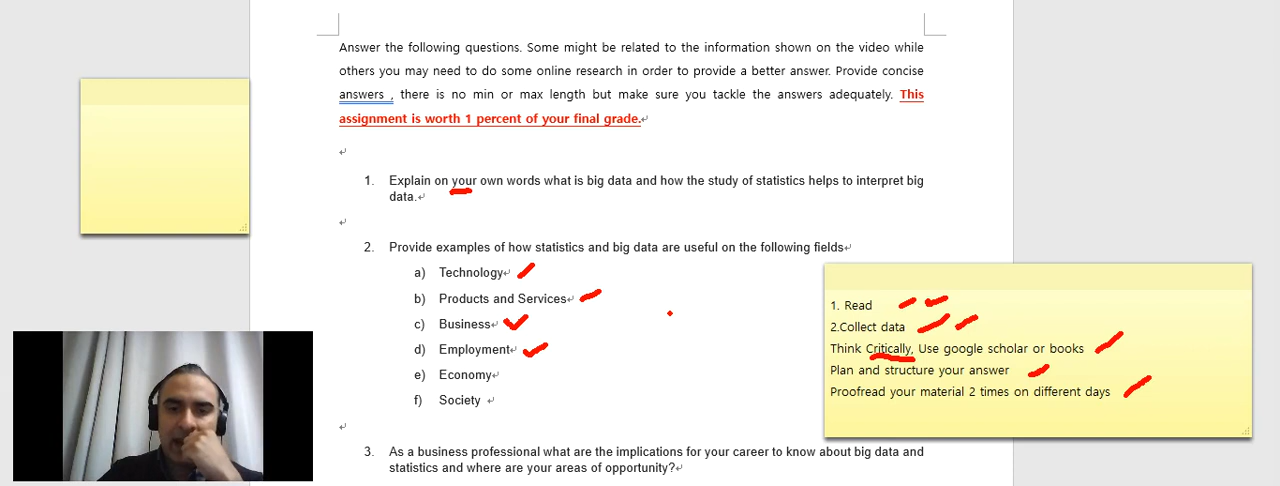 Answer the following questions. Some might be related to the information shown on the video while
others you may need to do some online research in order to provide a better answer. Provide concise
answers , there is no min or max length but make sure you tackle the answers adequately. This
assignment is worth 1 percent of your final grade.
1. Explain on your own words what is big data and how the study of statistics helps to interpret big
data.
2. Provide examples of how statistics and big data are useful on the following fields
a) Technology
b) Products and Services
c) Business
d) Employment
e) Economy
f) Society
3. As a business professional what are the implications for your career to know about big data and
statistics and where are your areas of opportunity?
1. Read
2.Collect data
Think Critically, Use google scholar or books
Plan and structure your answer
Proofread your material 2 times on different days